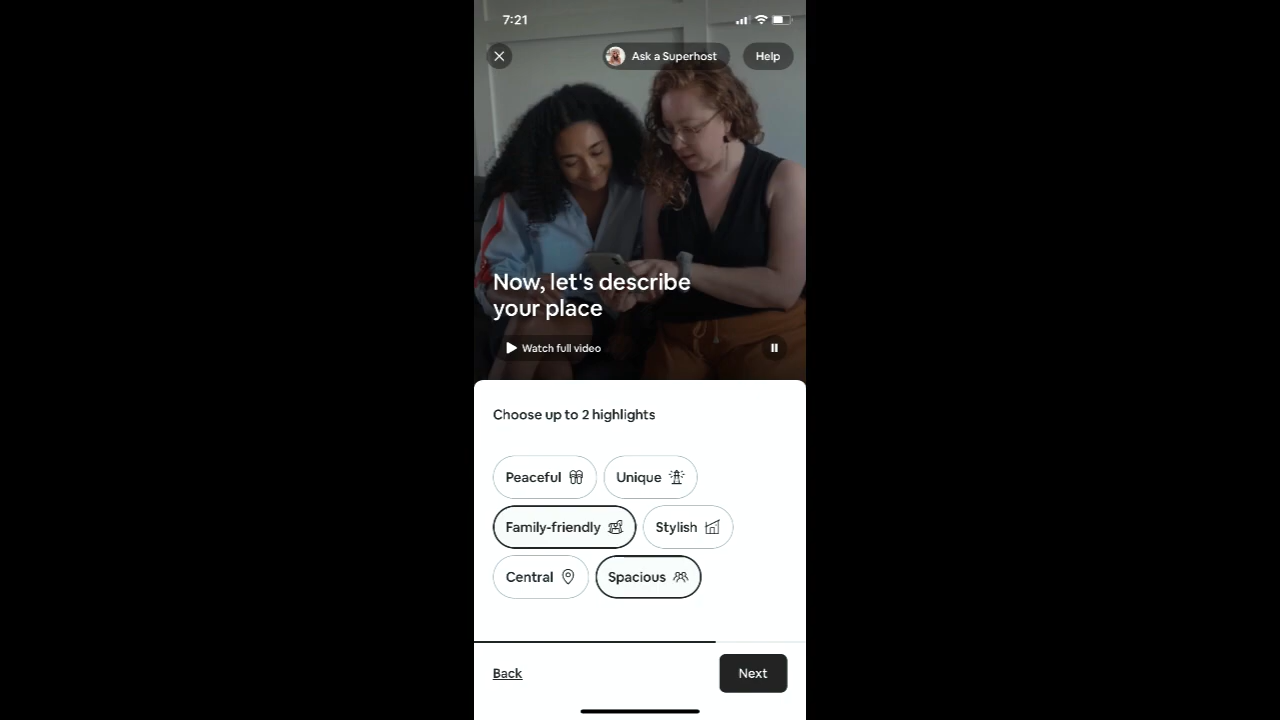 7:21
Ask a Superhost
Help
Now, let's describe
your place
Watch full video
Choose up to 2 highlights
Peaceful
Unique
Family-friendly
Stylish
Central
Spacious
Back
Next